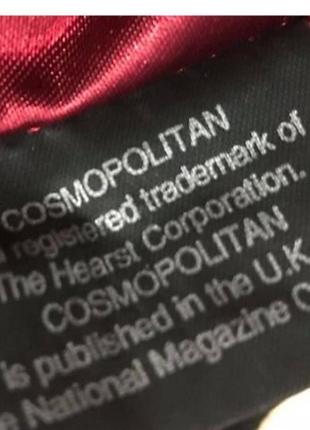 COSMOPOLITAN
registered trademark of
The Hearst Corporation.
COSMOPOLITAN
is published in the U.K
National Magazine